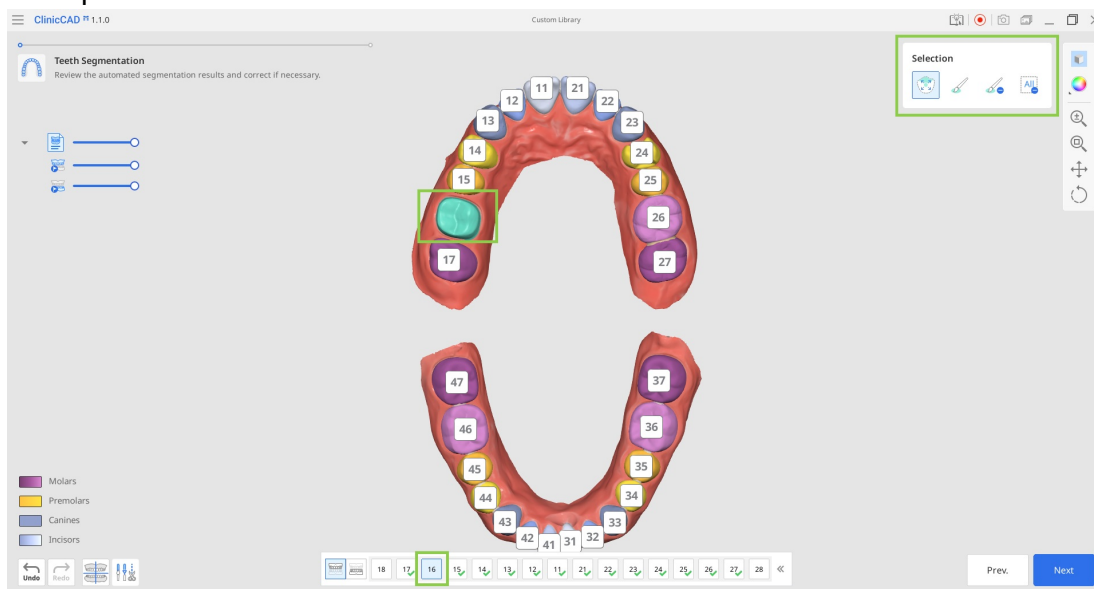 ClinicCAD 1.1.0
Custom Library
Teeth Segmentation
Review the automated segmentation results and correct if necessary.
Selection
All
11 21
12 22
13 23
14 24
15 25
26
17 27
47 37
46 36
45 35
44 34
43 33
42 41 31 32
Molars
Premolars
Canines
Incisors
Undo Redo
18 17 16 15 14 13 12 11 21 22 23 24 25 26 27 28
Prev. Next